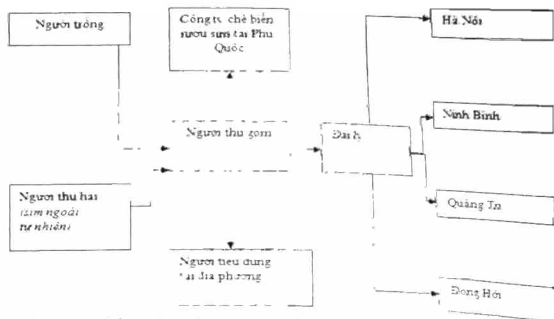 Người trồng
Công ty chế biến
rượu sim tại Phú
Quốc
Hà Nội
Người thu gom
Đại lý
Ninh Bình
Người thu hái
(sim ngoài
tự nhiên)
Quảng Trị
Người tiêu dùng
tại địa phương
Đồng Hới